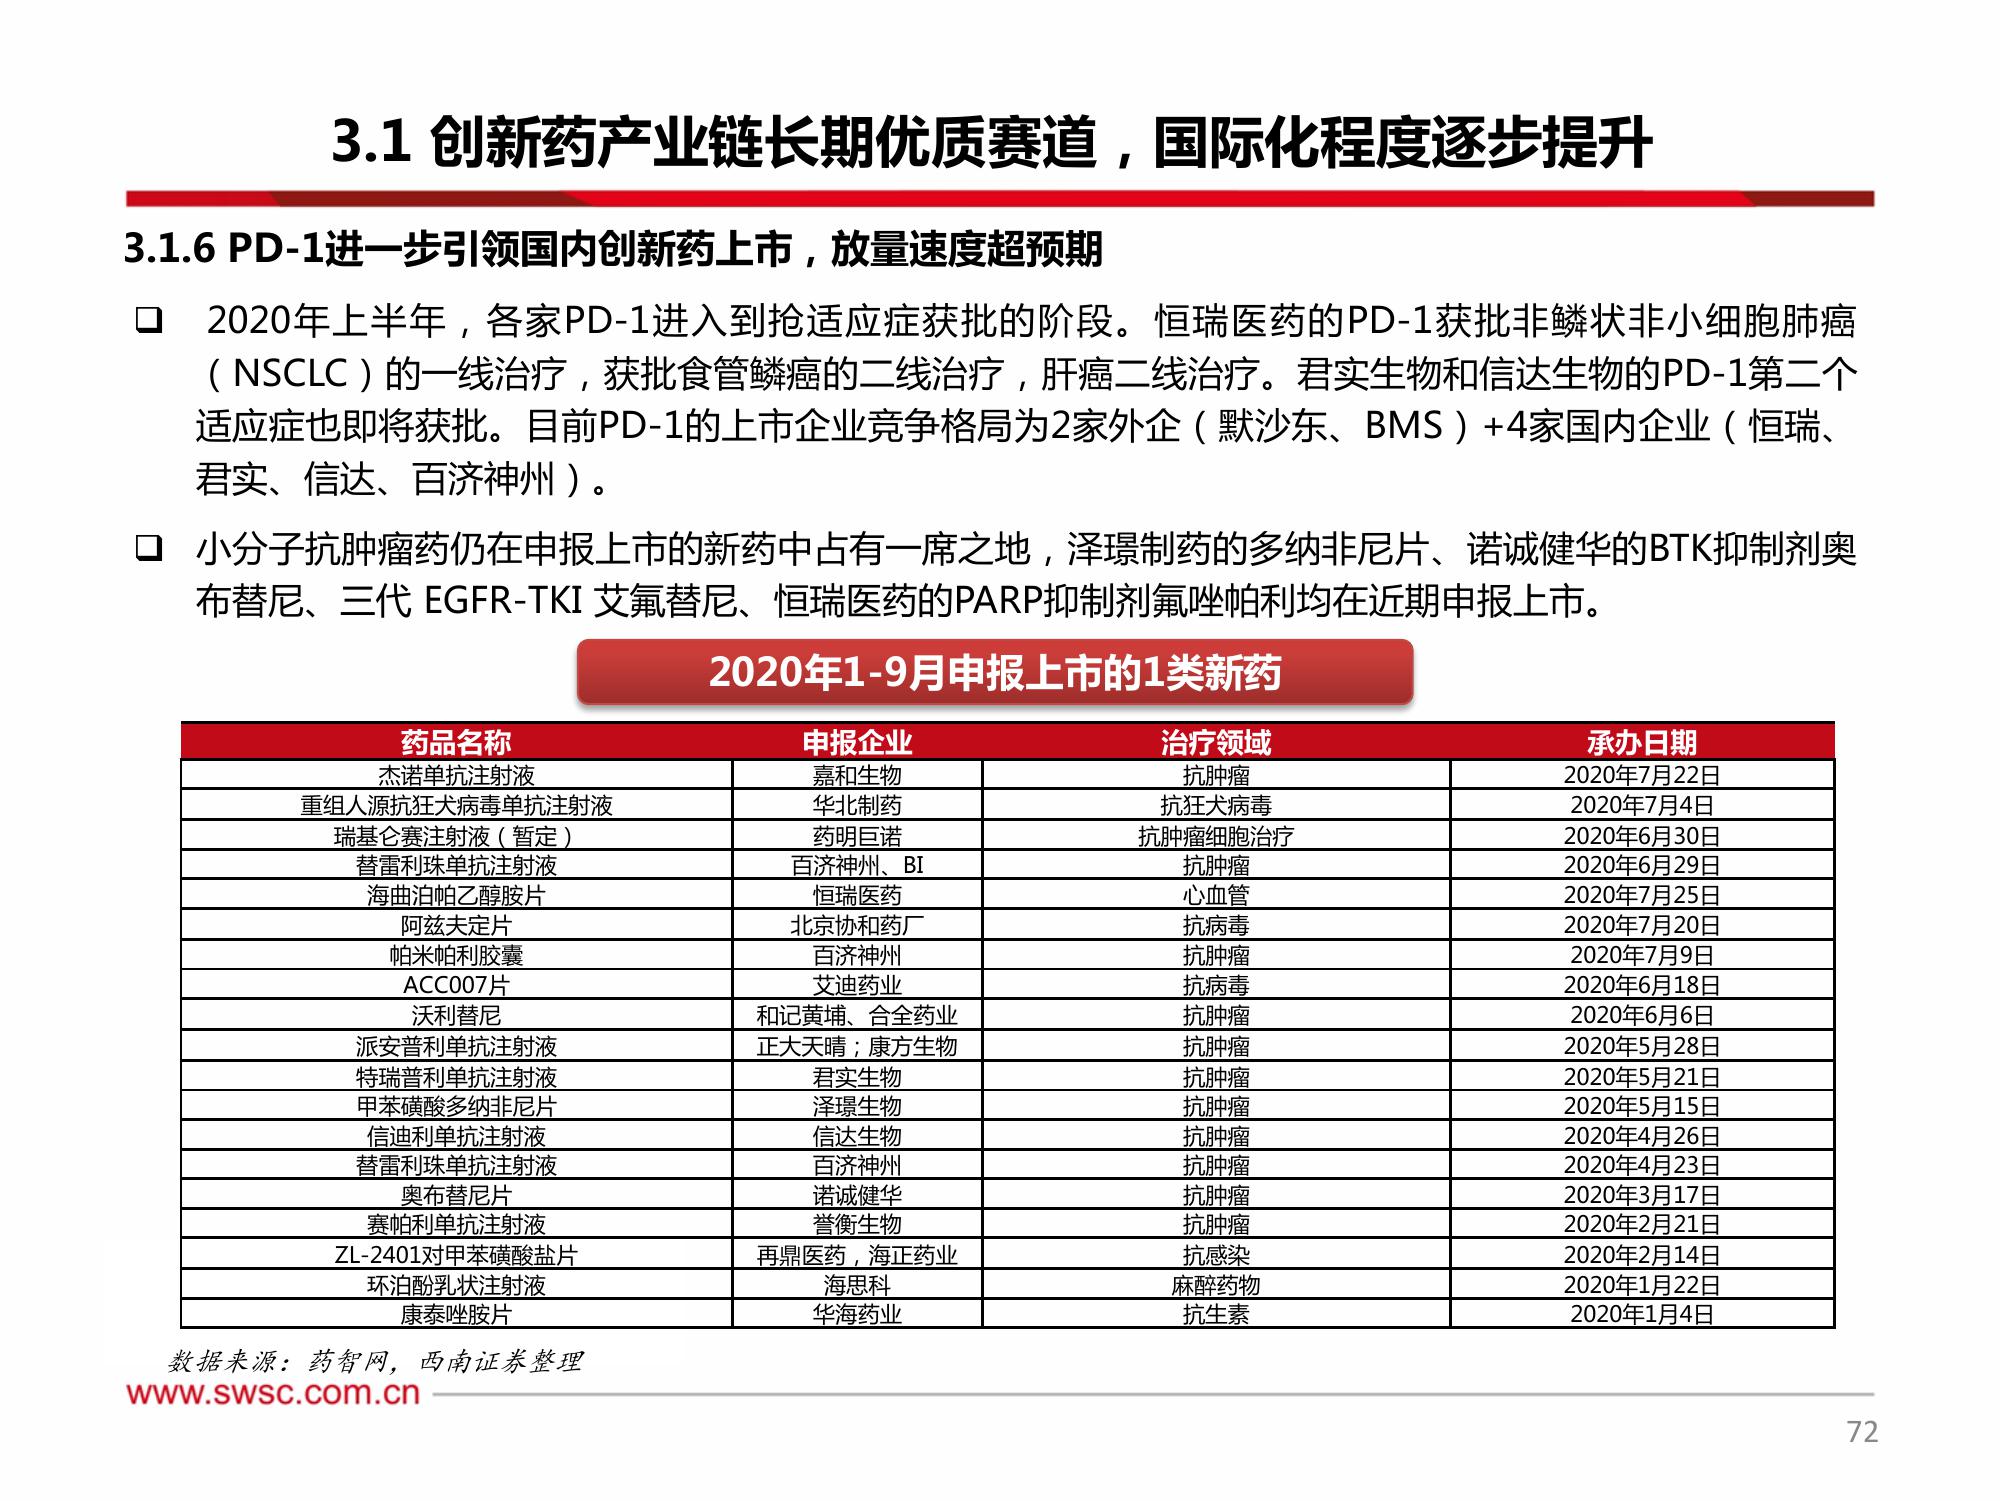 3.1 创新药产业链长期优质赛道，国际化程度逐步提升
3.1.6 PD-1进一步引领国内创新药上市，放量速度超预期
❑ 2020年上半年，各家PD-1进入到抢适应症获批的阶段。恒瑞医药的PD-1获批非鳞状非小细胞肺癌
（NSCLC）的一线治疗，获批食管鳞癌的二线治疗，肝癌二线治疗。君实生物和信达生物的PD-1第二个
适应症也即将获批。目前PD-1的上市企业竞争格局为2家外企（默沙东、BMS）+4家国内企业（恒瑞、
君实、信达、百济神州）。
❑ 小分子抗肿瘤药仍在申报上市的新药中占有一席之地，泽璟制药的多纳非尼片、诺诚健华的BTK抑制剂奥
布替尼、三代 EGFR-TKI 艾氟替尼、恒瑞医药的PARP抑制剂氟唑帕利均在近期申报上市。
2020年1-9月申报上市的1类新药
药品名称 申报企业 治疗领域 承办日期
杰诺单抗注射液 嘉和生物 抗肿瘤 2020年7月22日
重组人源抗狂犬病毒单抗注射液 华北制药 抗狂犬病毒 2020年7月4日
瑞基仑赛注射液（暂定） 药明巨诺 抗肿瘤细胞治疗 2020年6月30日
替雷利珠单抗注射液 百济神州、BI 抗肿瘤 2020年6月29日
海曲泊帕乙醇胺片 恒瑞医药 心血管 2020年7月25日
阿兹夫定片 北京协和药厂 抗病毒 2020年7月20日
帕米帕利胶囊 百济神州 抗肿瘤 2020年7月9日
ACC007片 艾迪药业 抗病毒 2020年6月18日
沃利替尼 和记黄埔、合全药业 抗肿瘤 2020年6月6日
派安普利单抗注射液 正大天晴；康方生物 抗肿瘤 2020年5月28日
特瑞普利单抗注射液 君实生物 抗肿瘤 2020年5月21日
甲苯磺酸多纳非尼片 泽璟生物 抗肿瘤 2020年5月15日
信迪利单抗注射液 信达生物 抗肿瘤 2020年4月26日
替雷利珠单抗注射液 百济神州 抗肿瘤 2020年4月23日
奥布替尼片 诺诚健华 抗肿瘤 2020年3月17日
赛帕利单抗注射液 誉衡生物 抗肿瘤 2020年2月21日
ZL-2401对甲苯磺酸盐片 再鼎医药，海正药业 抗感染 2020年2月14日
环泊酚乳状注射液 海思科 麻醉药物 2020年1月22日
康泰唑胺片 华海药业 抗生素 2020年1月4日
数据来源：药智网，西南证券整理
www.swsc.com.cn
72